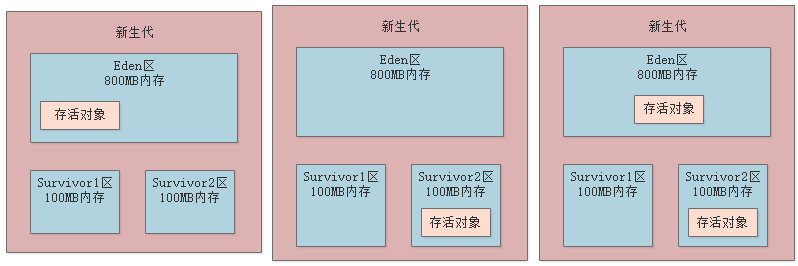 新生代
Eden区
800MB内存
存活对象
Survivor1区
100MB内存
Survivor2区
100MB内存
新生代
Eden区
800MB内存
Survivor1区
100MB内存
Survivor2区
100MB内存
存活对象
新生代
Eden区
800MB内存
存活对象
Survivor1区
100MB内存
Survivor2区
100MB内存
存活对象